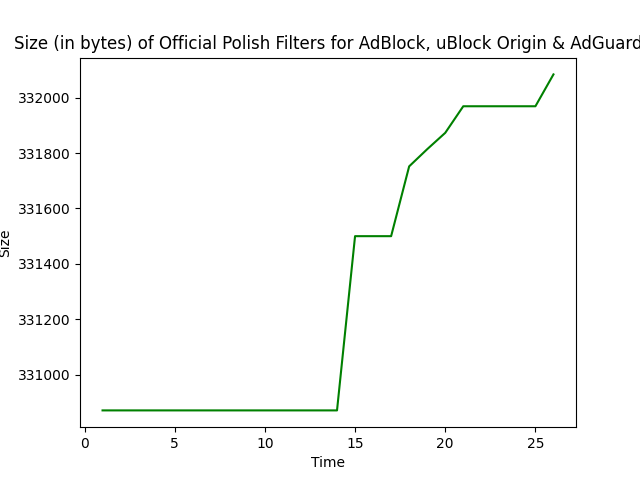 Size (in bytes) of Official Polish Filters for AdBlock, uBlock Origin & AdGuard
332000
331800
331600
331400
331200
331000
Size
0 5 10 15 20 25
Time